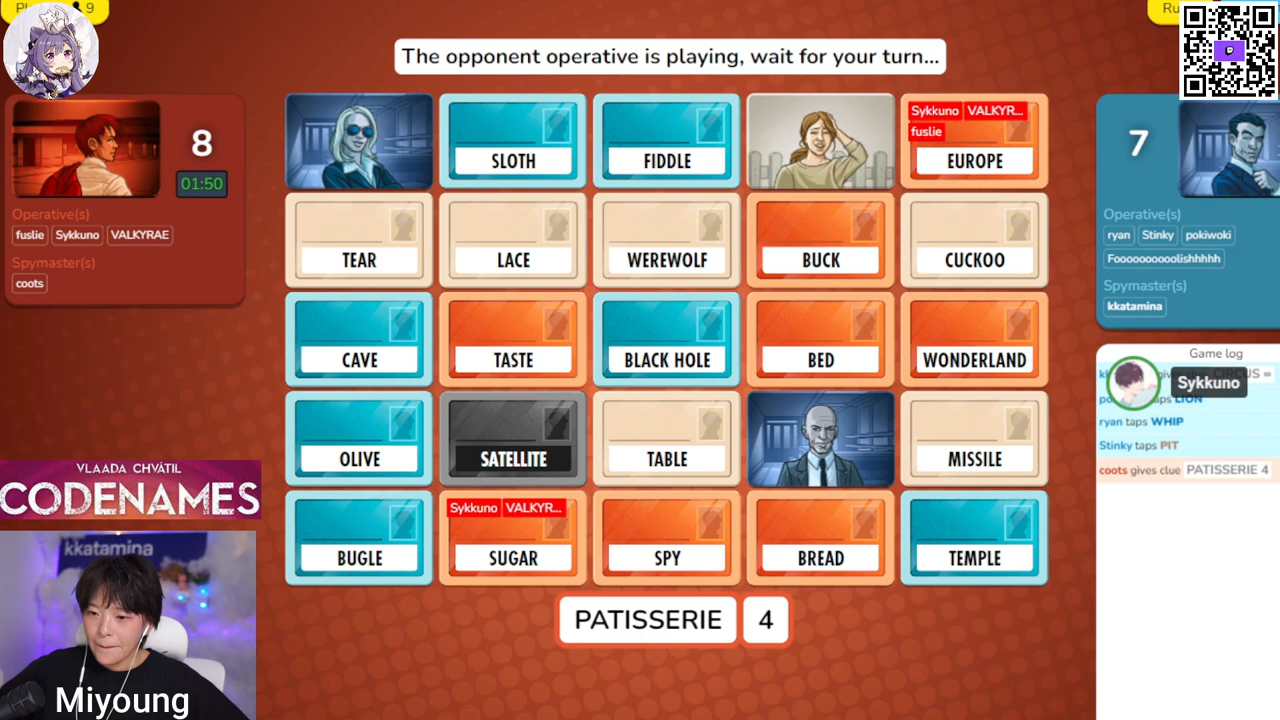 9
The opponent operative is playing, wait for your turn...
8
01:50
Operative(s)
fuslie Sykkuno VALKYRAE
Spymaster(s)
coots
Sykkuno VALKYR...
fuslie
SLOTH FIDDLE EUROPE
TEAR LACE WEREWOLF BUCK CUCKOO
CAVE TASTE BLACK HOLE BED WONDERLAND
OLIVE SATELLITE TABLE MISSILE
Sykkuno VALKYR...
BUGLE SUGAR SPY BREAD TEMPLE
PATISSERIE 4
7
Operative(s)
ryan Stinky pokiwoki
Foooooooooolishhhhh
Spymaster(s)
kkatamina
Game log
Sykkuno
taps LION
ryan taps WHIP
Stinky taps PIT
coots gives clue PATISSERIE 4
VLAADA CHVÁTIL
CODENAMES
kkatamina
Miyoung